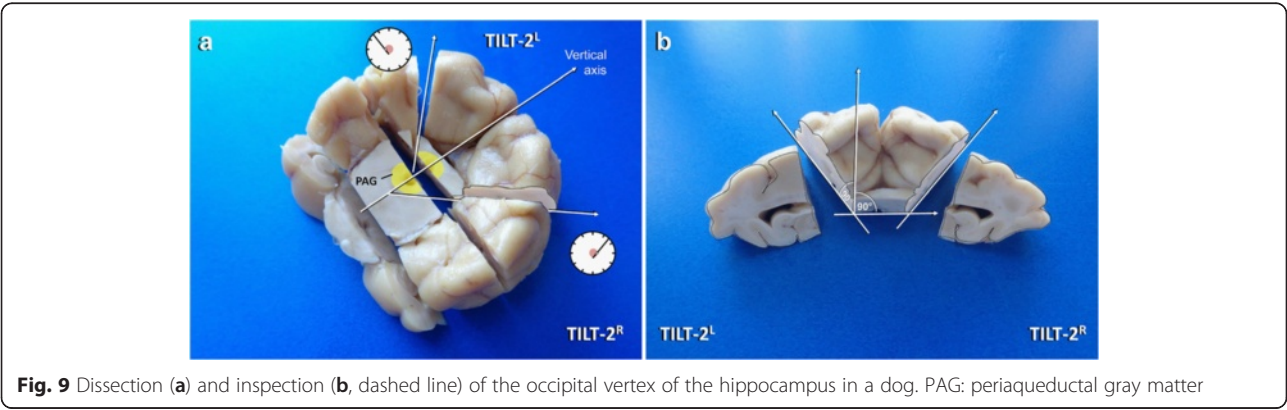 a
TILT-2ᴸ
Vertical
axis
PAG
TILT-2ᴿ
b
90°
TILT-2ᴸ
TILT-2ᴿ
Fig. 9 Dissection (a) and inspection (b, dashed line) of the occipital vertex of the hippocampus in a dog. PAG: periaqueductal gray matter